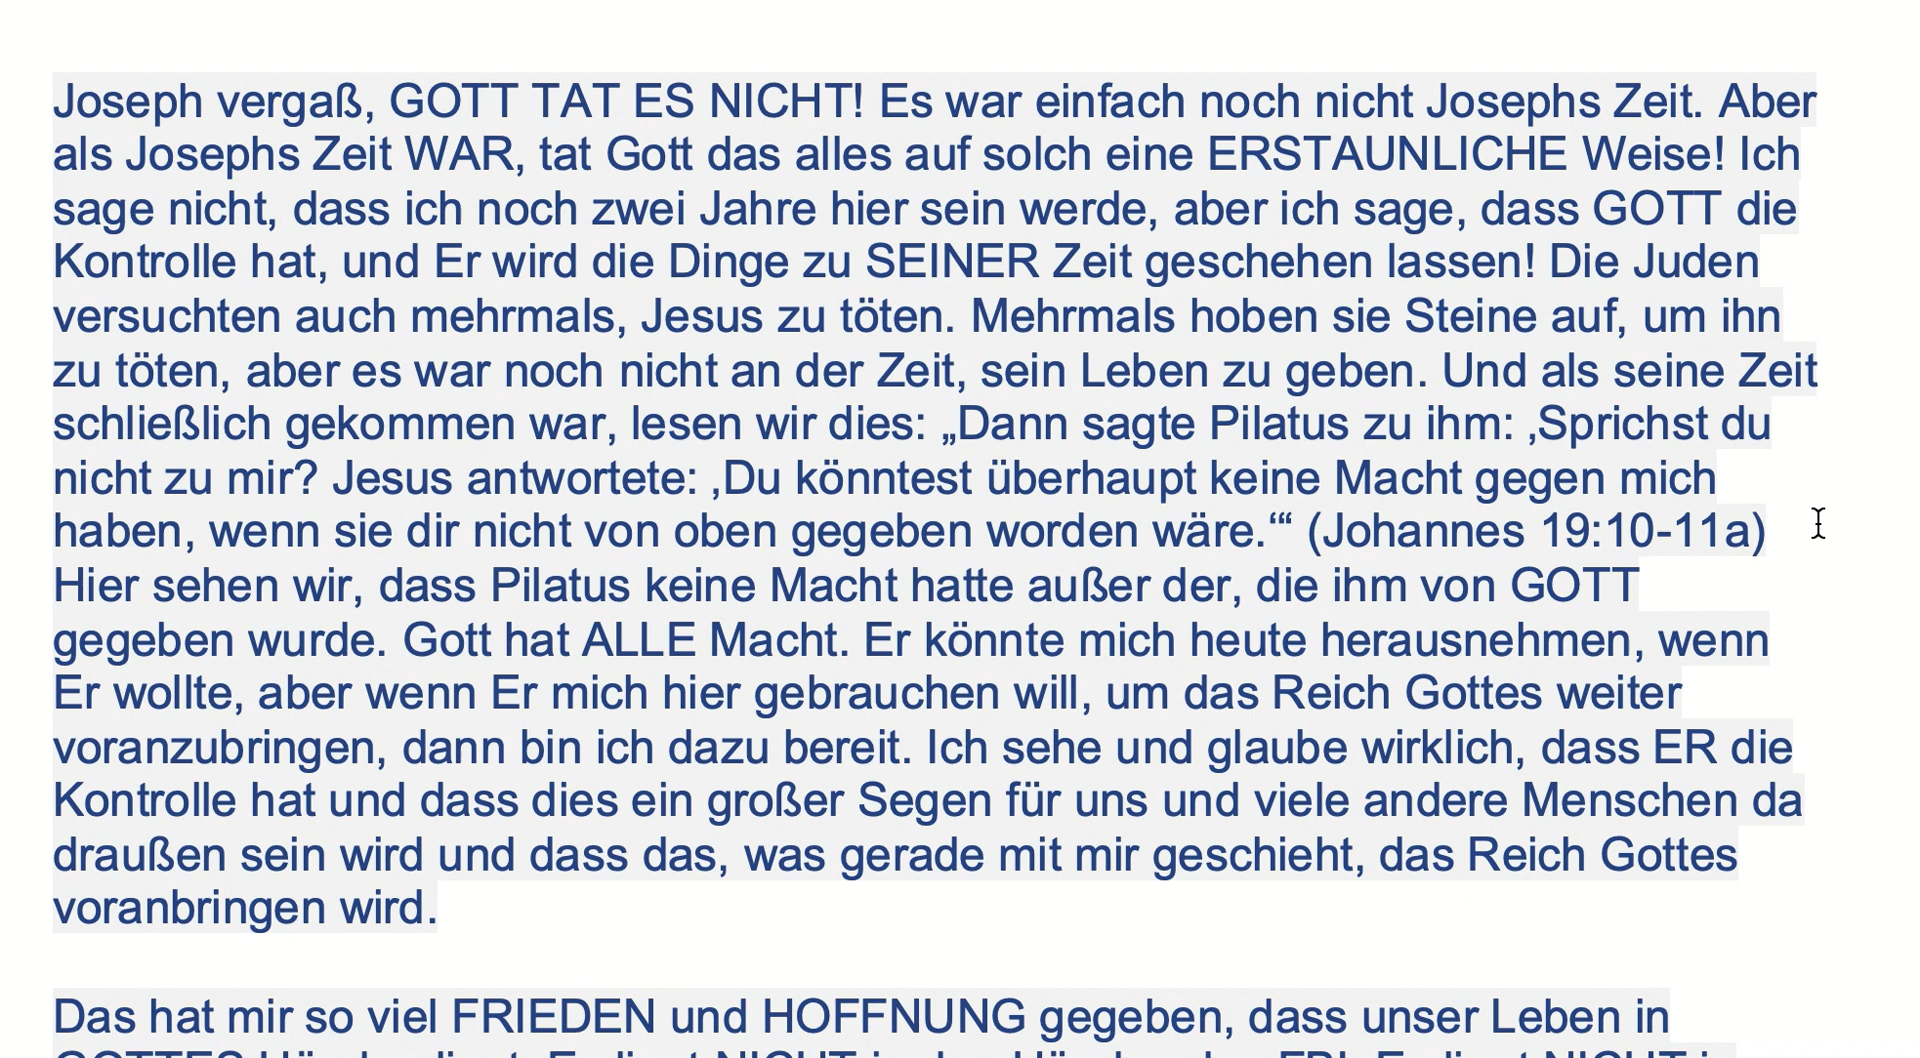 Joseph vergaß, GOTT TAT ES NICHT! Es war einfach noch nicht Josephs Zeit. Aber
als Josephs Zeit WAR, tat Gott das alles auf solch eine ERSTAUNLICHE Weise! Ich
sage nicht, dass ich noch zwei Jahre hier sein werde, aber ich sage, dass GOTT die
Kontrolle hat, und Er wird die Dinge zu SEINER Zeit geschehen lassen! Die Juden
versuchten auch mehrmals, Jesus zu töten. Mehrmals hoben sie Steine auf, um ihn
zu töten, aber es war noch nicht an der Zeit, sein Leben zu geben. Und als seine Zeit
schließlich gekommen war, lesen wir dies: „Dann sagte Pilatus zu ihm: ‚Sprichst du
nicht zu mir? Jesus antwortete: ‚Du könntest überhaupt keine Macht gegen mich
haben, wenn sie dir nicht von oben gegeben worden wäre.‘“ (Johannes 19:10-11a)
Hier sehen wir, dass Pilatus keine Macht hatte außer der, die ihm von GOTT
gegeben wurde. Gott hat ALLE Macht. Er könnte mich heute herausnehmen, wenn
Er wollte, aber wenn Er mich hier gebrauchen will, um das Reich Gottes weiter
voranzubringen, dann bin ich dazu bereit. Ich sehe und glaube wirklich, dass ER die
Kontrolle hat und dass dies ein großer Segen für uns und viele andere Menschen da
draußen sein wird und dass das, was gerade mit mir geschieht, das Reich Gottes
voranbringen wird.
Das hat mir so viel FRIEDEN und HOFFNUNG gegeben, dass unser Leben in